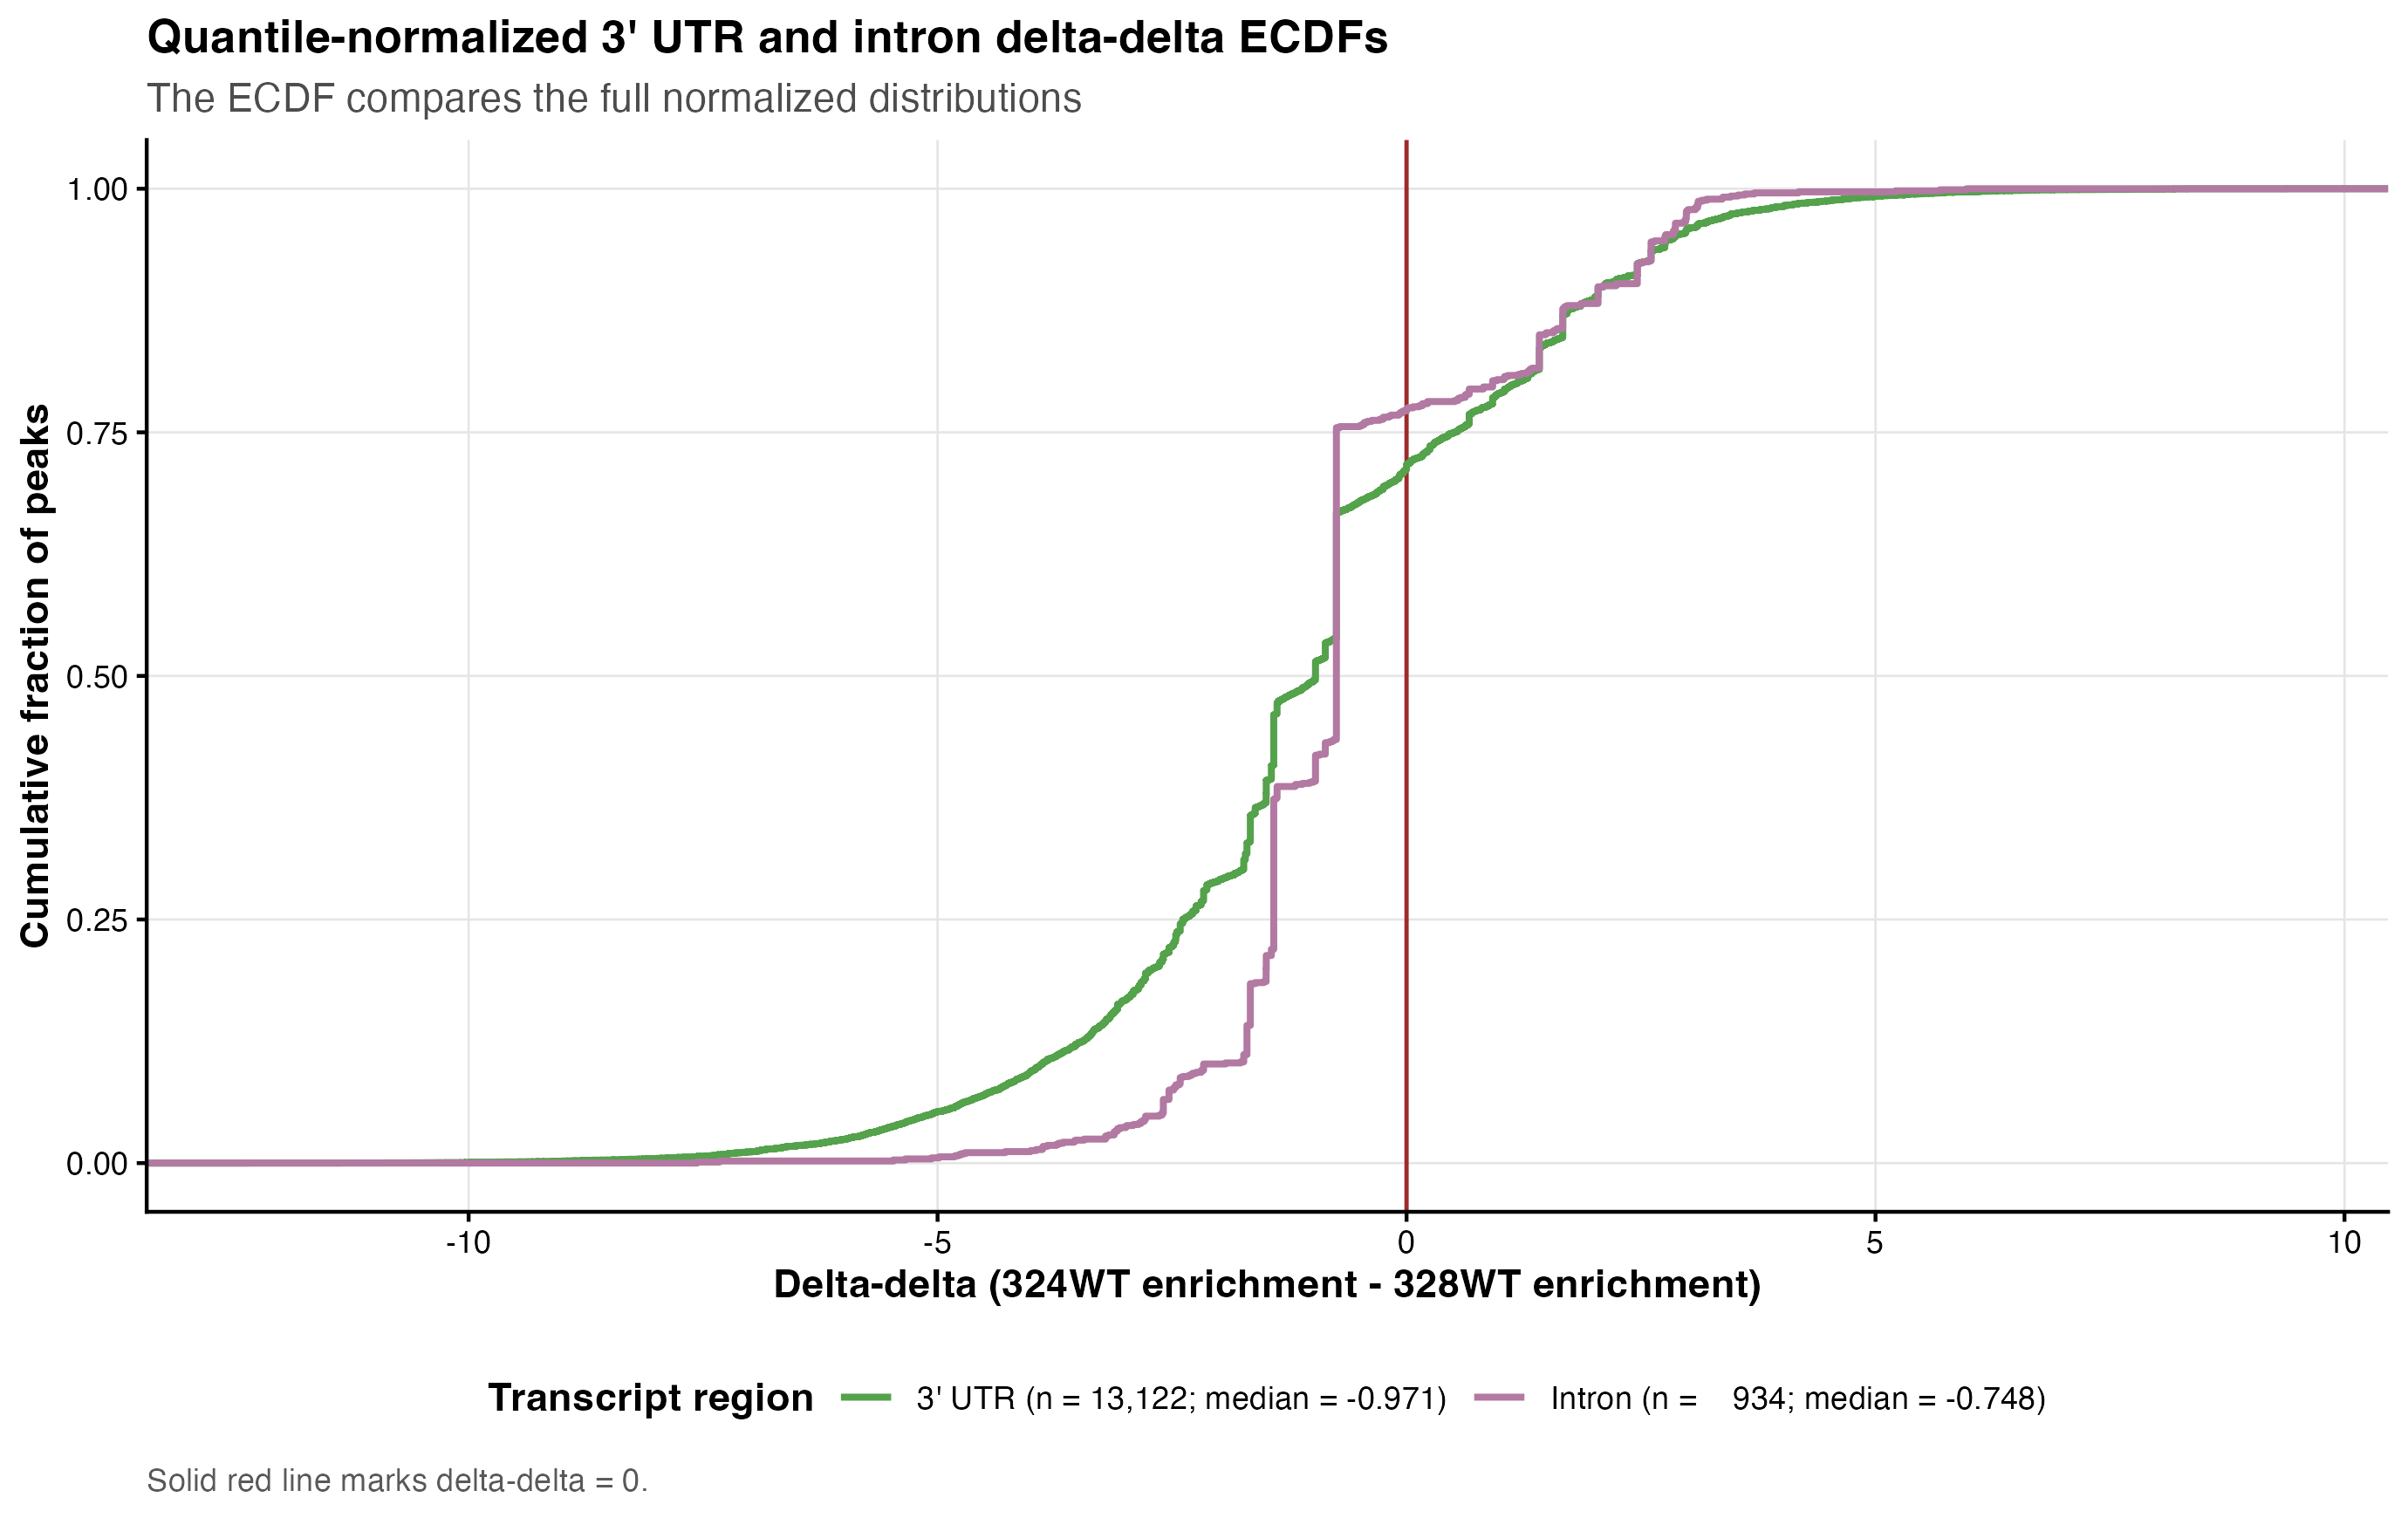 Quantile-normalized 3' UTR and intron delta-delta ECDFs
The ECDF compares the full normalized distributions
Cumulative fraction of peaks
1.00
0.75
0.50
0.25
0.00
-10
-5
0
5
10
Delta-delta (324WT enrichment - 328WT enrichment)
Transcript region
3' UTR (n = 13,122; median = -0.971)
Intron (n =    934; median = -0.748)
Solid red line marks delta-delta = 0.